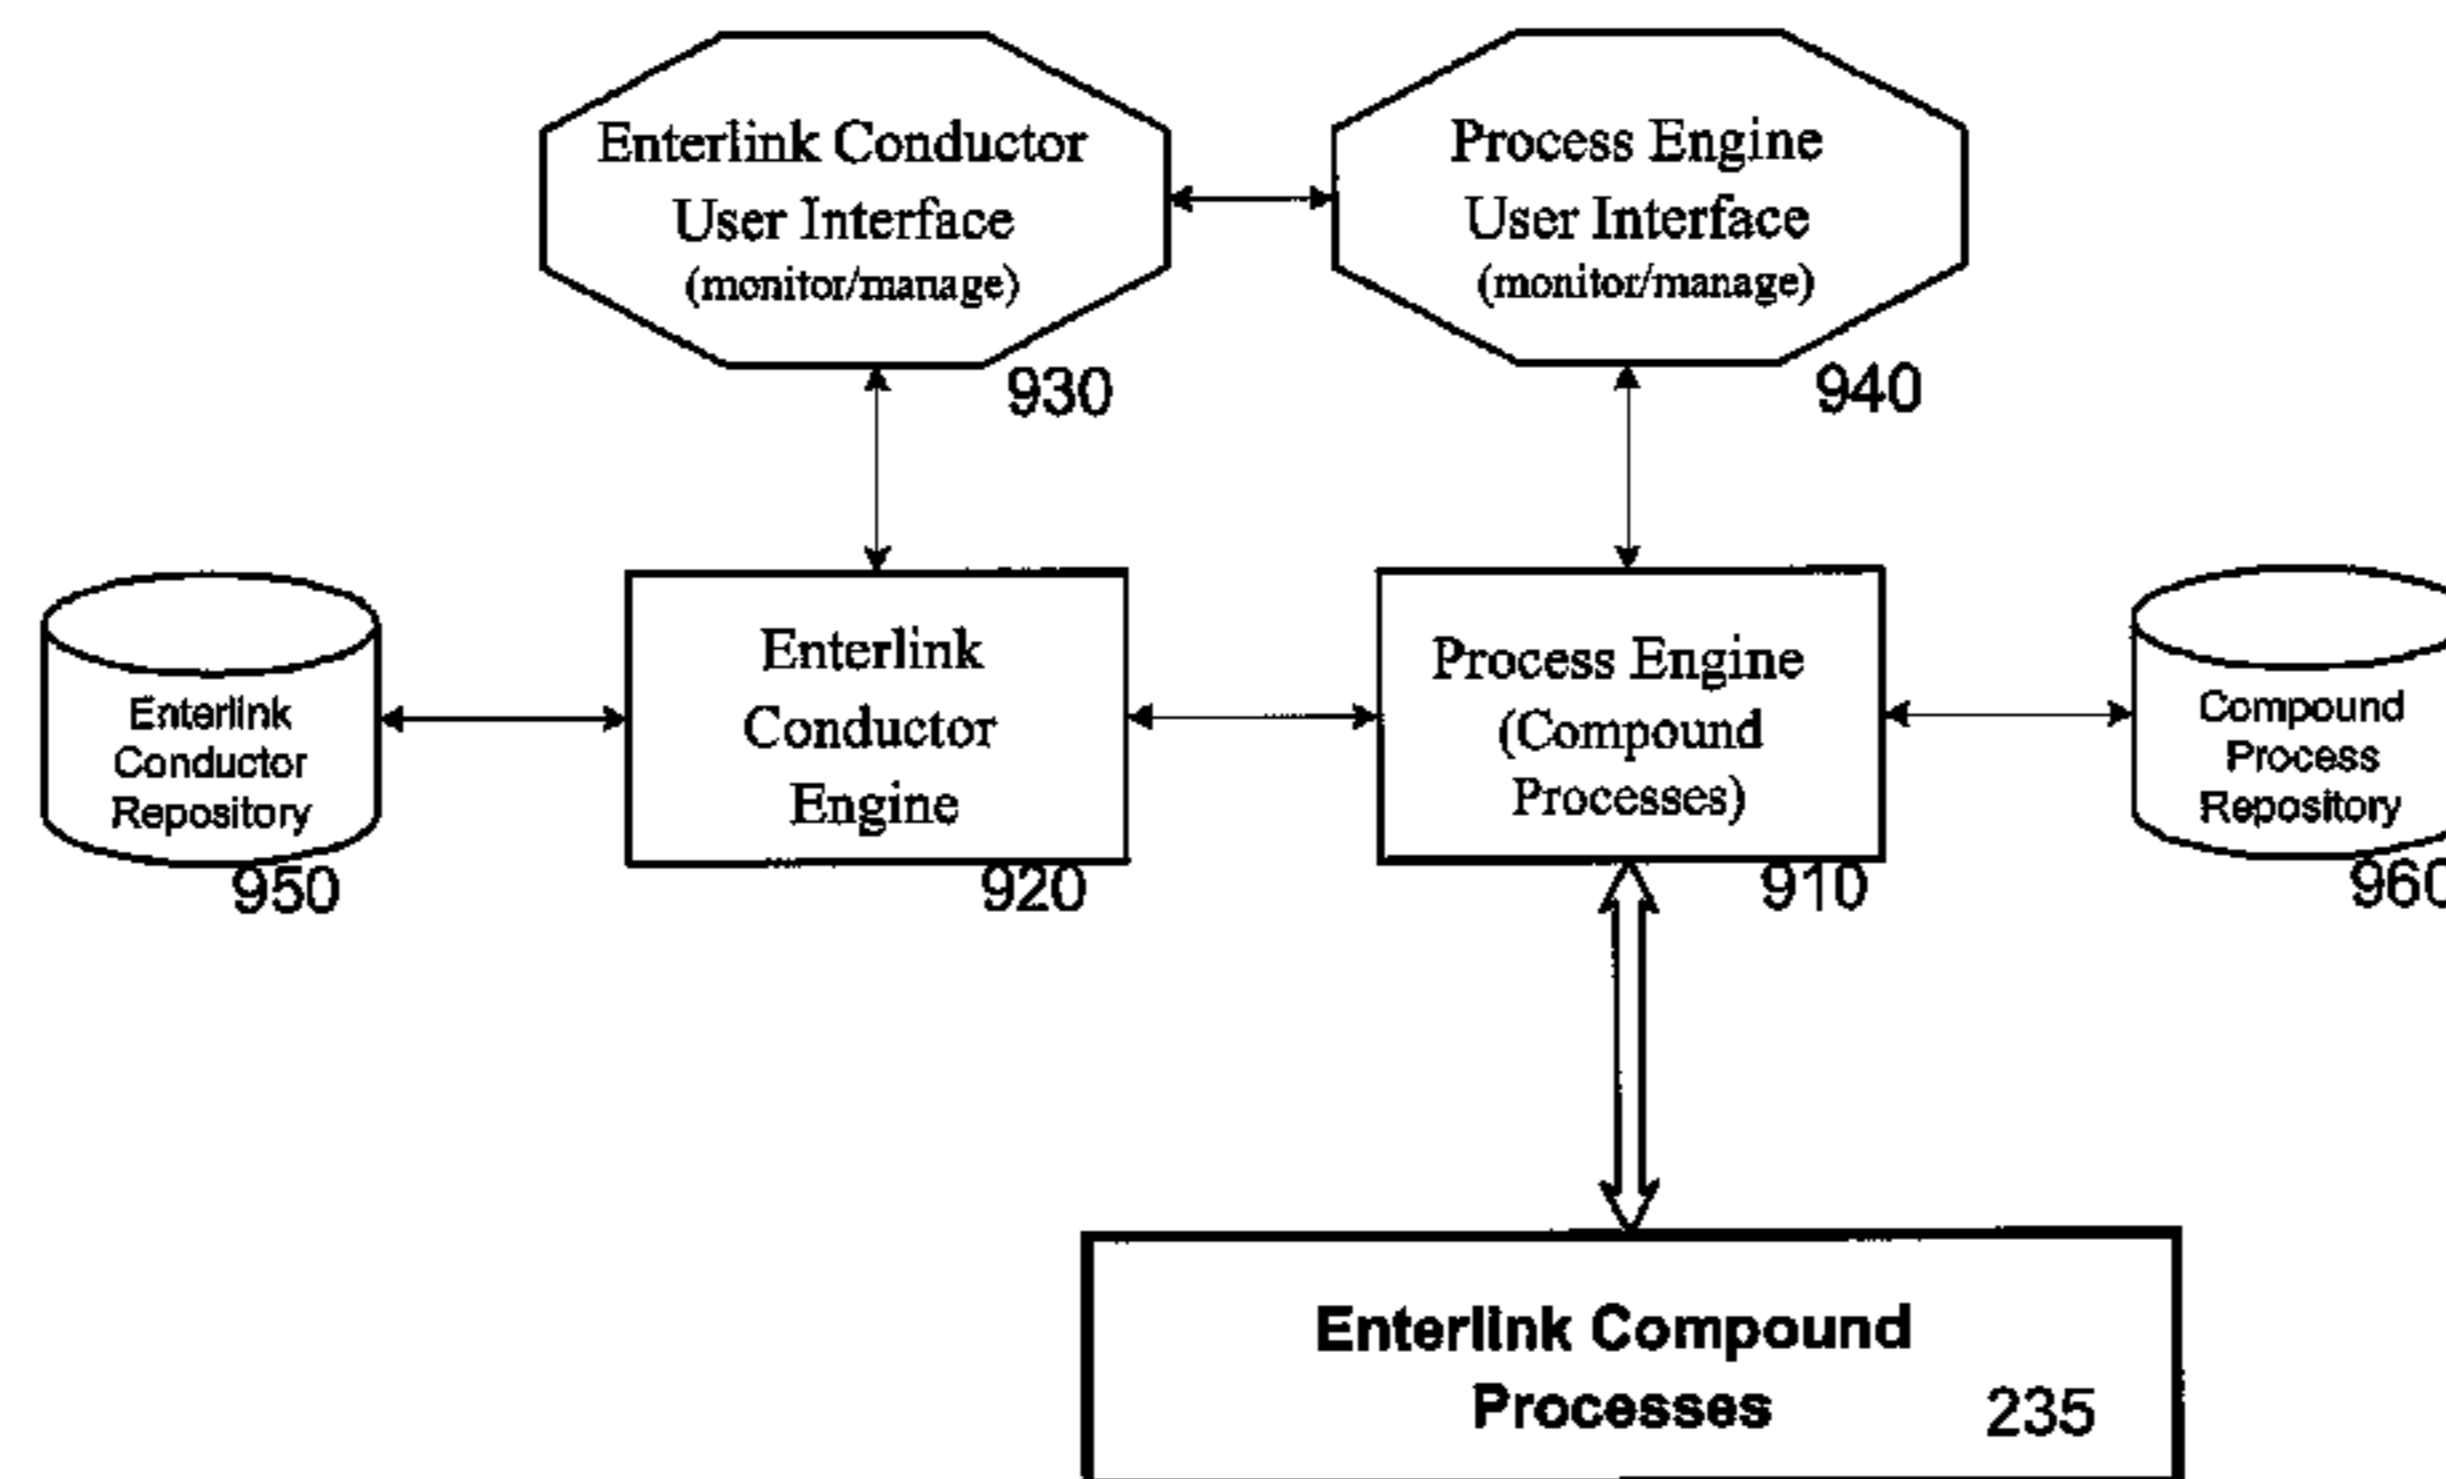 Enterlink Conductor
User Interface
(monitor/manage)
930
Process Engine
User Interface
(monitor/manage)
940
Enterlink
Conductor
Repository
950
Enterlink
Conductor
Engine
920
Process Engine
(Compound
Processes)
910
Compound
Process
Repository
960
Enterlink Compound
Processes
235